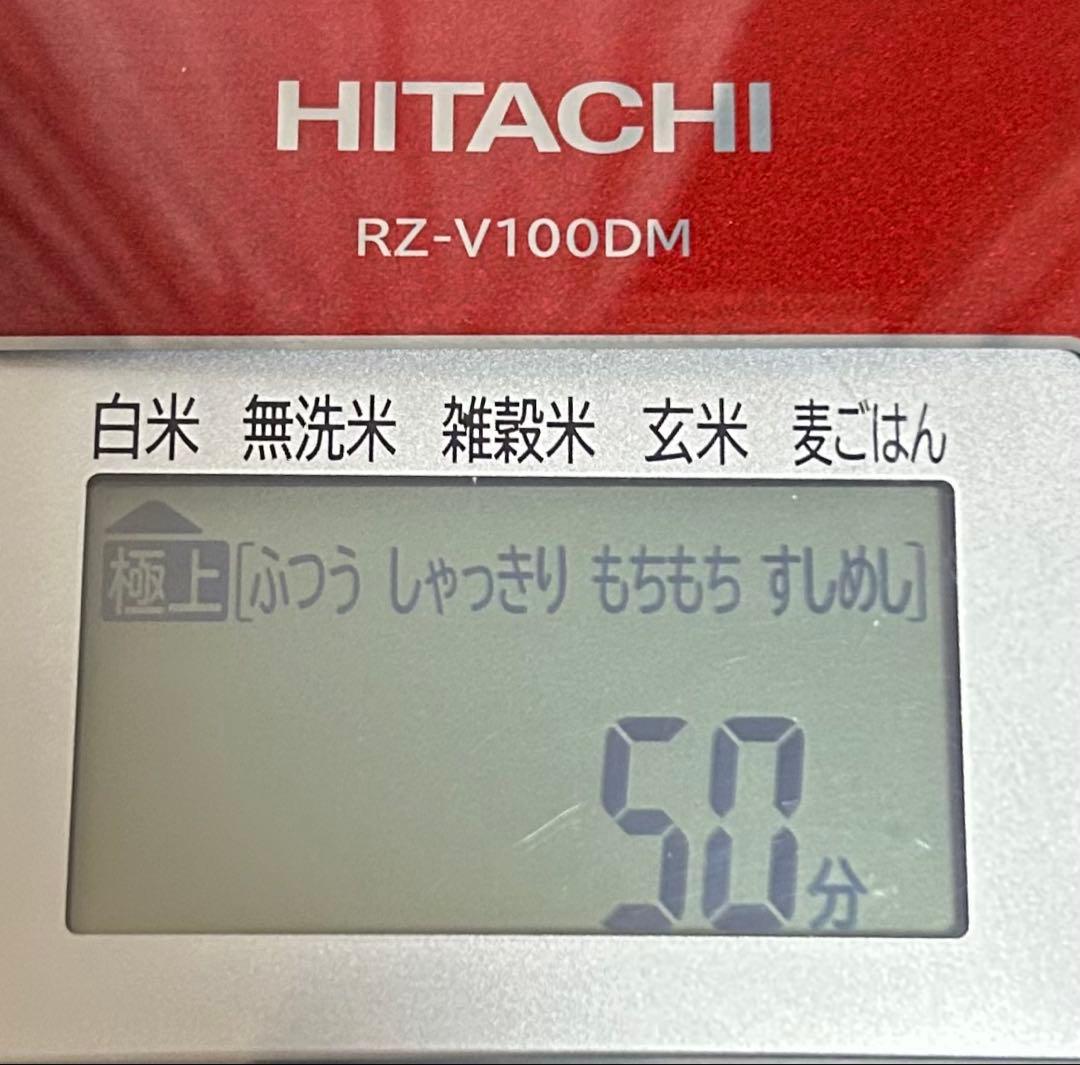 HITACHI
RZ-V100DM
白米 無洗米 雑穀米 玄米 麦ごはん
極上[ふつう しゃっきり もちもち すしめし]
50分